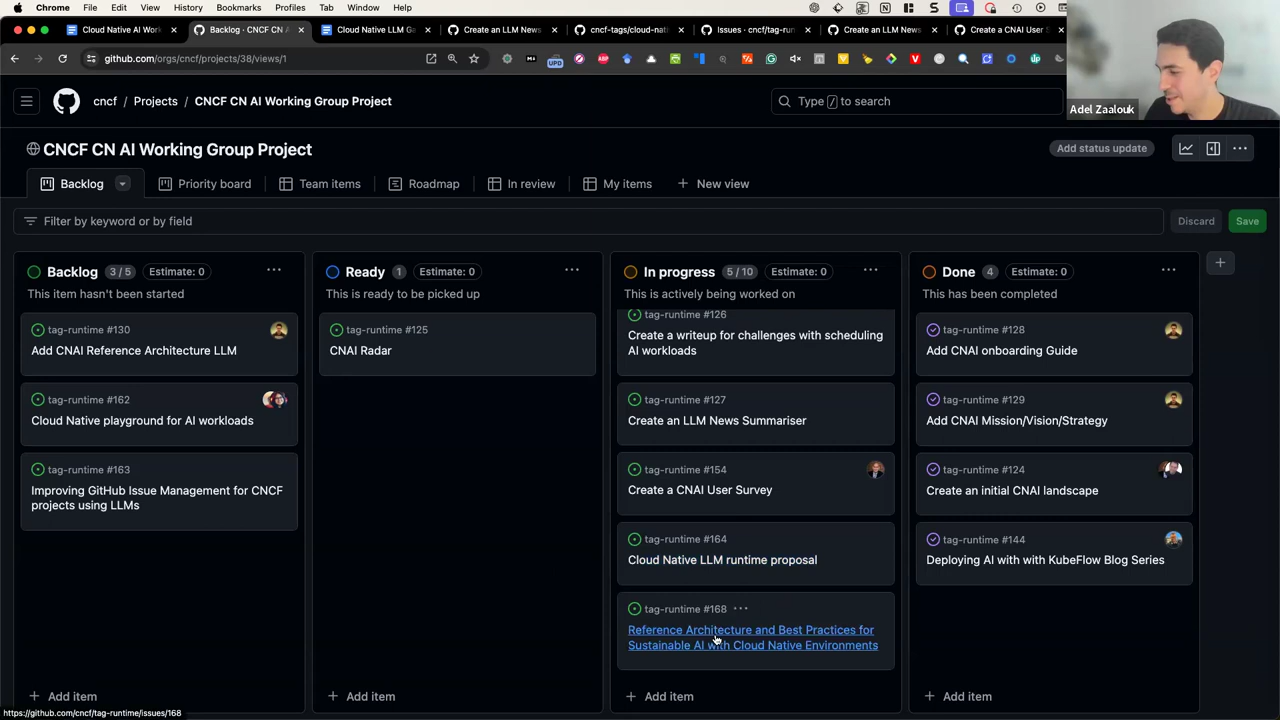 Chrome File Edit View History Bookmarks Profiles Tab Window Help
Cloud Native AI Work
Backlog · CNCF CN A
Cloud Native LLM Ga
Create an LLM News
cncf-tags/cloud-nati
Issues · cncf/tag-run
Create an LLM News
Create a CNAI User S
github.com/orgs/cncf/projects/38/views/1
UPD
ABP
Adel Zaalouk
cncf / Projects / CNCF CN AI Working Group Project
Type / to search
CNCF CN AI Working Group Project
Add status update
Backlog
Priority board
Team items
Roadmap
In review
My items
New view
Filter by keyword or by field
Discard
Save
Backlog 3 / 5 Estimate: 0
This item hasn't been started
tag-runtime #130
Add CNAI Reference Architecture LLM
tag-runtime #162
Cloud Native playground for AI workloads
tag-runtime #163
Improving GitHub Issue Management for CNCF
projects using LLMs
Add item
Ready 1 Estimate: 0
This is ready to be picked up
tag-runtime #125
CNAI Radar
Add item
In progress 5 / 10 Estimate: 0
This is actively being worked on
tag-runtime #126
Create a writeup for challenges with scheduling
AI workloads
tag-runtime #127
Create an LLM News Summariser
tag-runtime #154
Create a CNAI User Survey
tag-runtime #164
Cloud Native LLM runtime proposal
tag-runtime #168
Reference Architecture and Best Practices for
Sustainable AI with Cloud Native Environments
Add item
Done 4 Estimate: 0
This has been completed
tag-runtime #128
Add CNAI onboarding Guide
tag-runtime #129
Add CNAI Mission/Vision/Strategy
tag-runtime #124
Create an initial CNAI landscape
tag-runtime #144
Deploying AI with with KubeFlow Blog Series
Add item
https://github.com/cncf/tag-runtime/issues/168